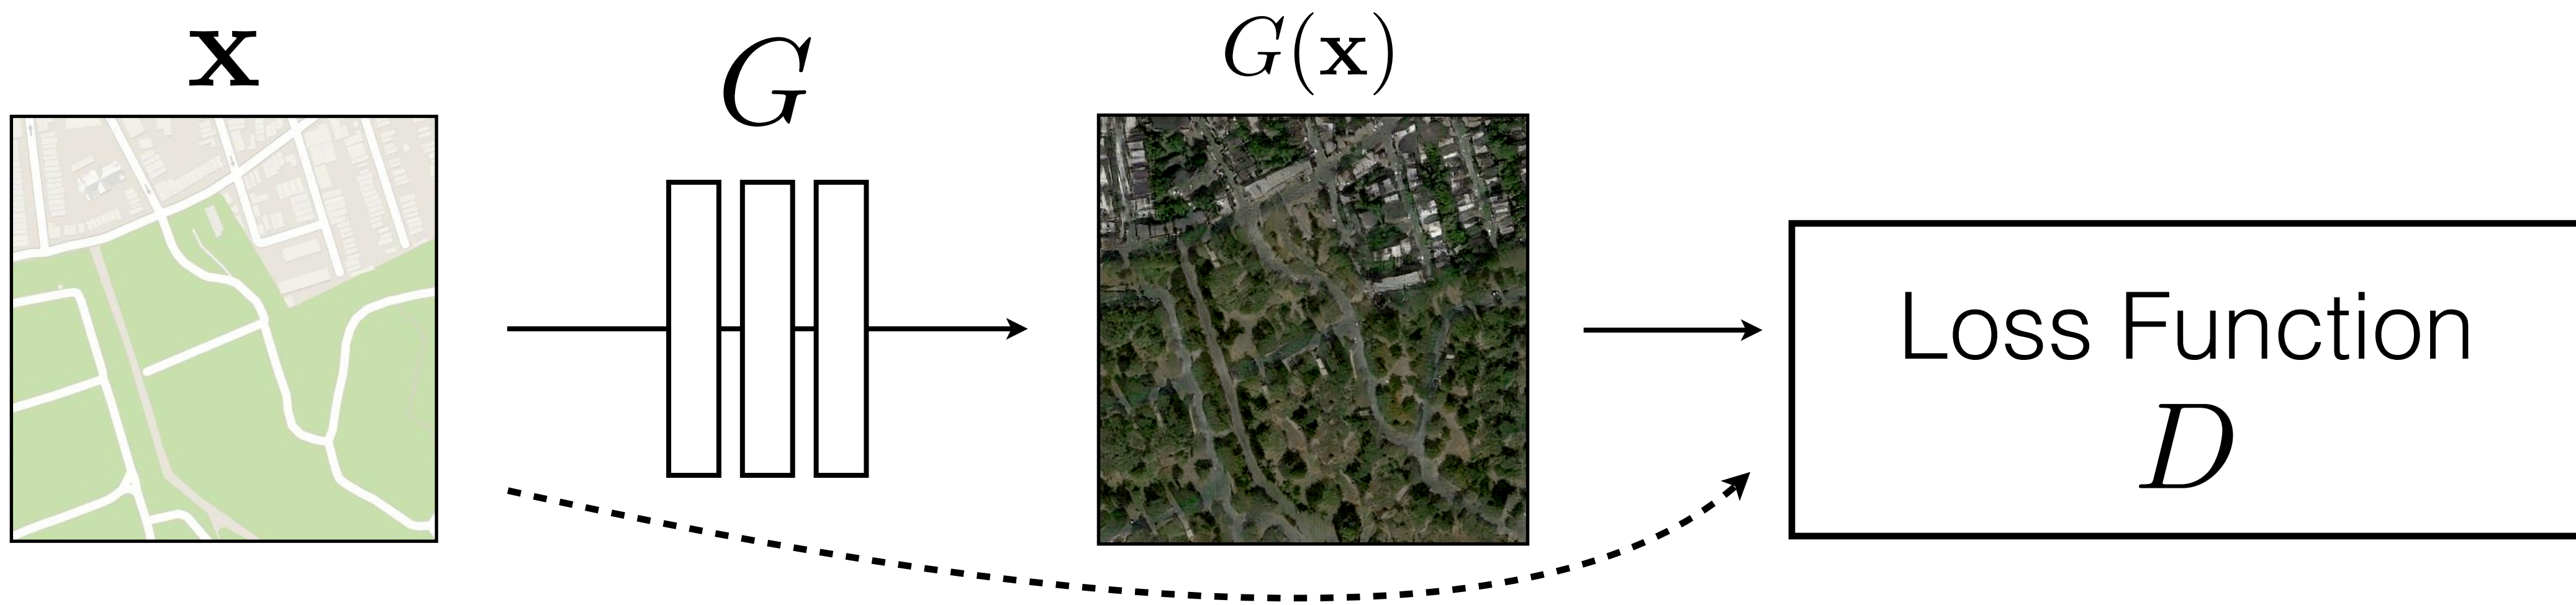 x
G
G(x)
Loss Function
D